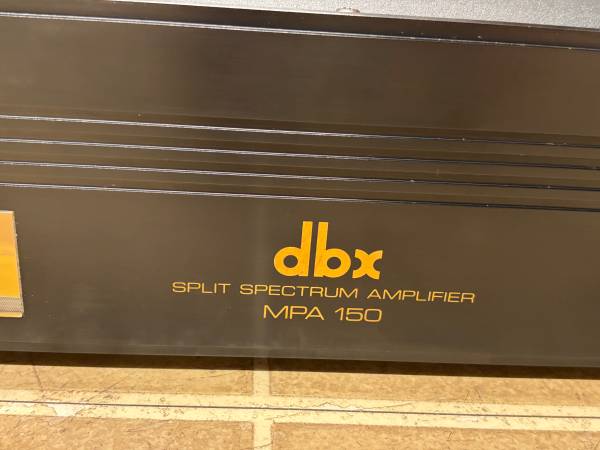 dbx
SPLIT SPECTRUM AMPLIFIER
MPA 150